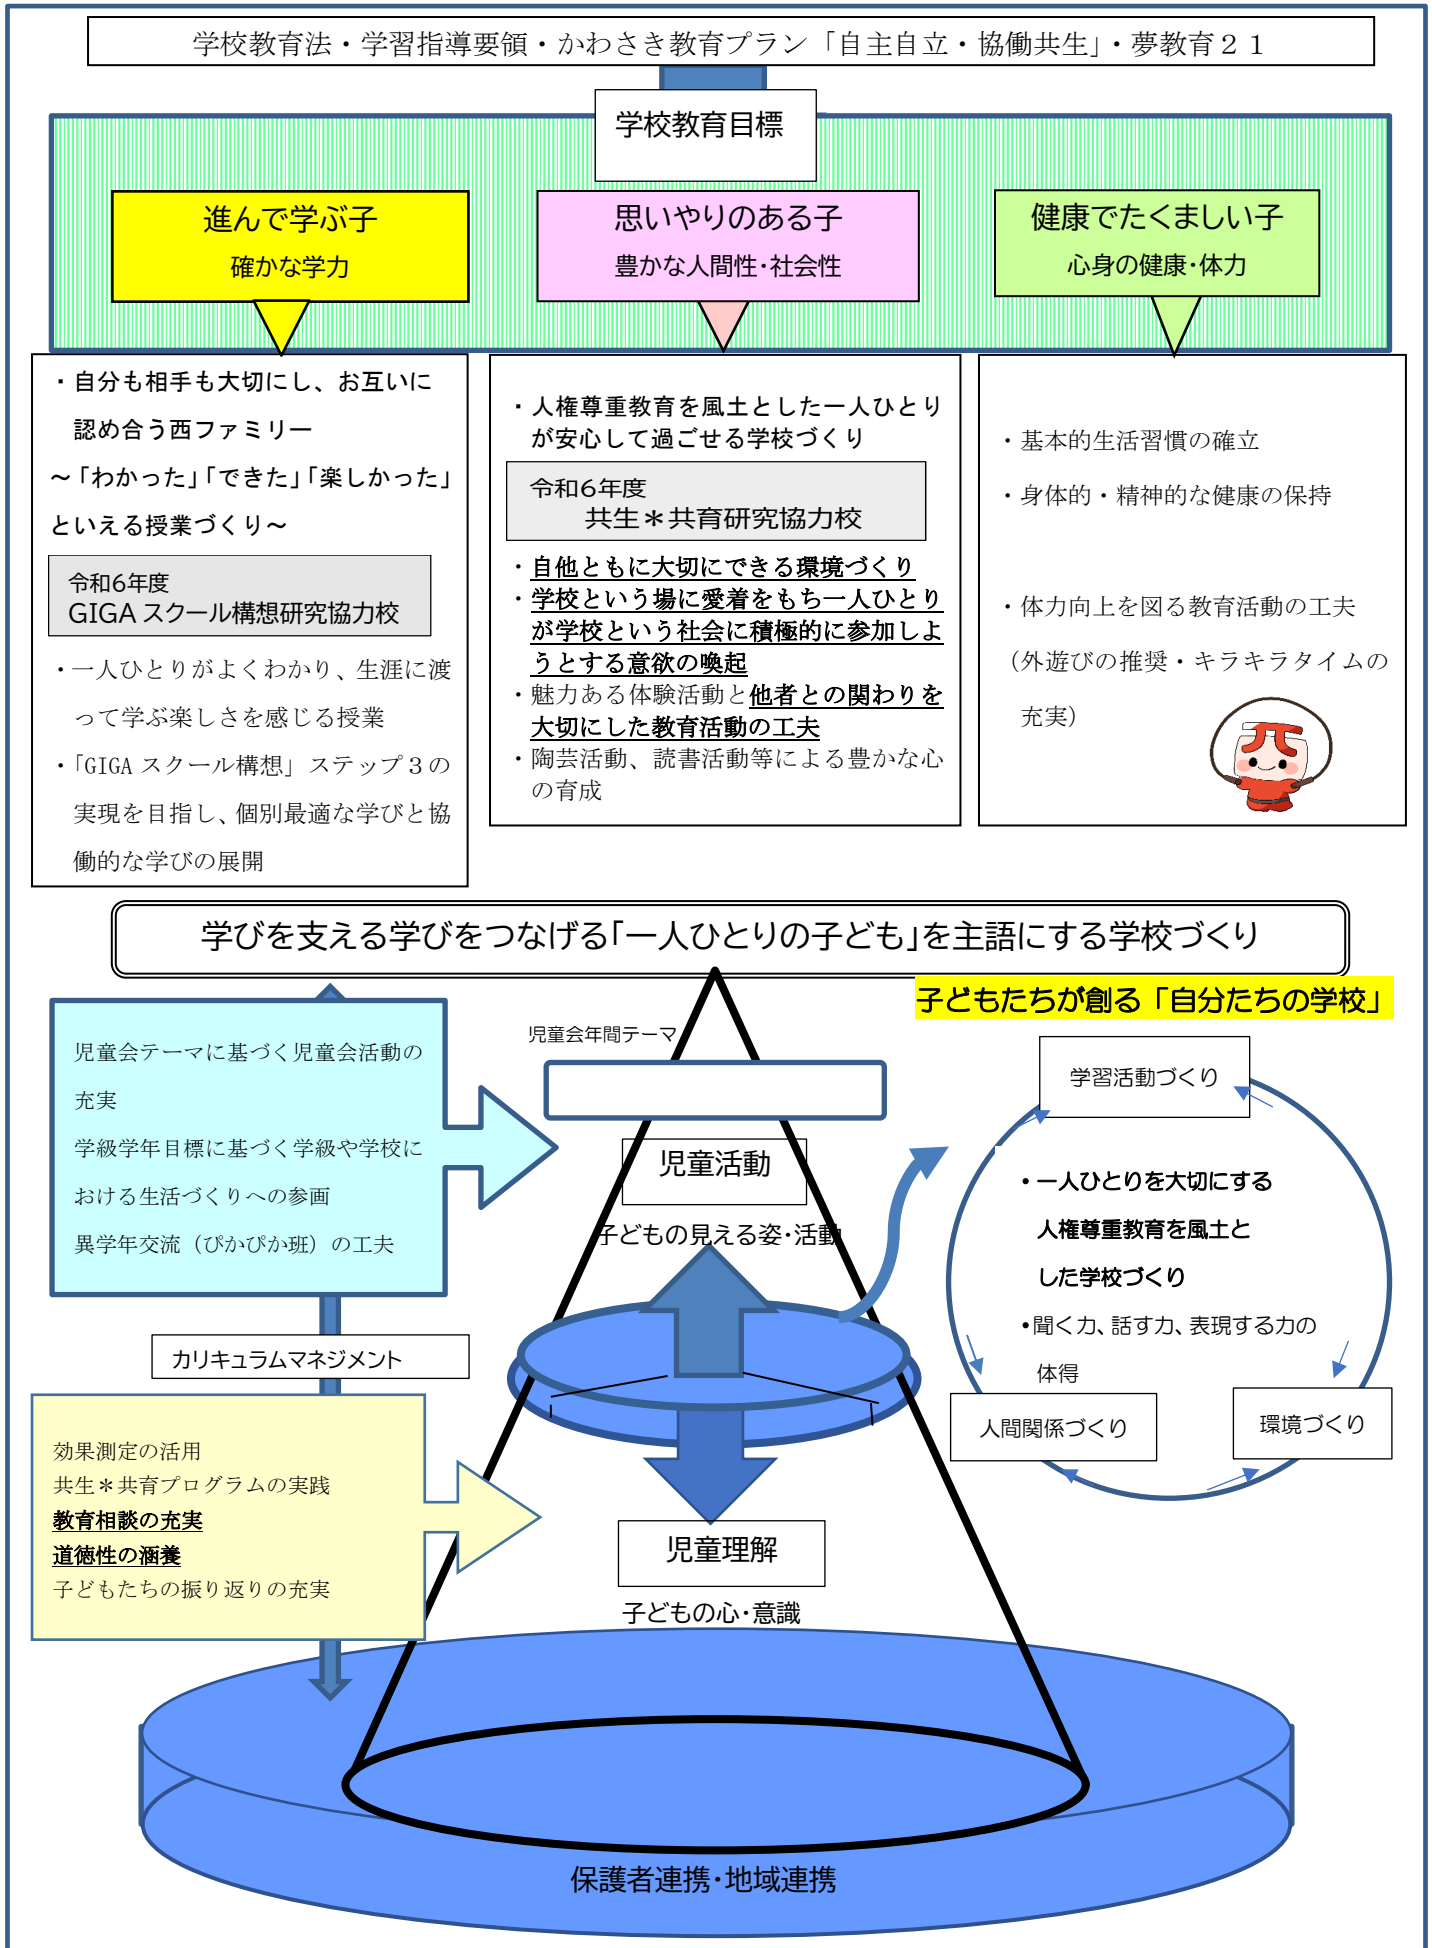 学校教育法・学習指導要領・かわさき教育プラン「自主自立・協働共生」・夢教育２１
学校教育目標
進んで学ぶ子
確かな学力
思いやりのある子
豊かな人間性・社会性
健康でたくましい子
心身の健康・体力
・自分も相手も大切にし、お互いに
認め合う西ファミリー
～「わかった」「できた」「楽しかった」
といえる授業づくり～
令和6年度
GIGA スクール構想研究協力校
・一人ひとりがよくわかり、生涯に渡
って学ぶ楽しさを感じる授業
・「GIGA スクール構想」ステップ３の
実現を目指し、個別最適な学びと協
働的な学びの展開
・人権尊重教育を風土とした一人ひとり
が安心して過ごせる学校づくり
令和6年度
共生＊共育研究協力校
・自他ともに大切にできる環境づくり
・学校という場に愛着をもち一人ひとり
が学校という社会に積極的に参加しよ
うとする意欲の喚起
・魅力ある体験活動と他者との関わりを
大切にした教育活動の工夫
・陶芸活動、読書活動等による豊かな心
の育成
・基本的生活習慣の確立
・身体的・精神的な健康の保持
・体力向上を図る教育活動の工夫
（外遊びの推奨・キラキラタイムの
充実）
学びを支える学びをつなげる「一人ひとりの子ども」を主語にする学校づくり
子どもたちが創る「自分たちの学校」
児童会テーマに基づく児童会活動の
充実
学級学年目標に基づく学級や学校に
おける生活づくりへの参画
異学年交流（ぴかぴか班）の工夫
児童会年間テーマ
児童活動
子どもの見える姿・活動
学習活動づくり
・一人ひとりを大切にする
人権尊重教育を風土と
した学校づくり
・聞く力、話す力、表現する力の
体得
人間関係づくり
環境づくり
カリキュラムマネジメント
効果測定の活用
共生＊共育プログラムの実践
教育相談の充実
道徳性の涵養
子どもたちの振り返りの充実
児童理解
子どもの心・意識
保護者連携・地域連携